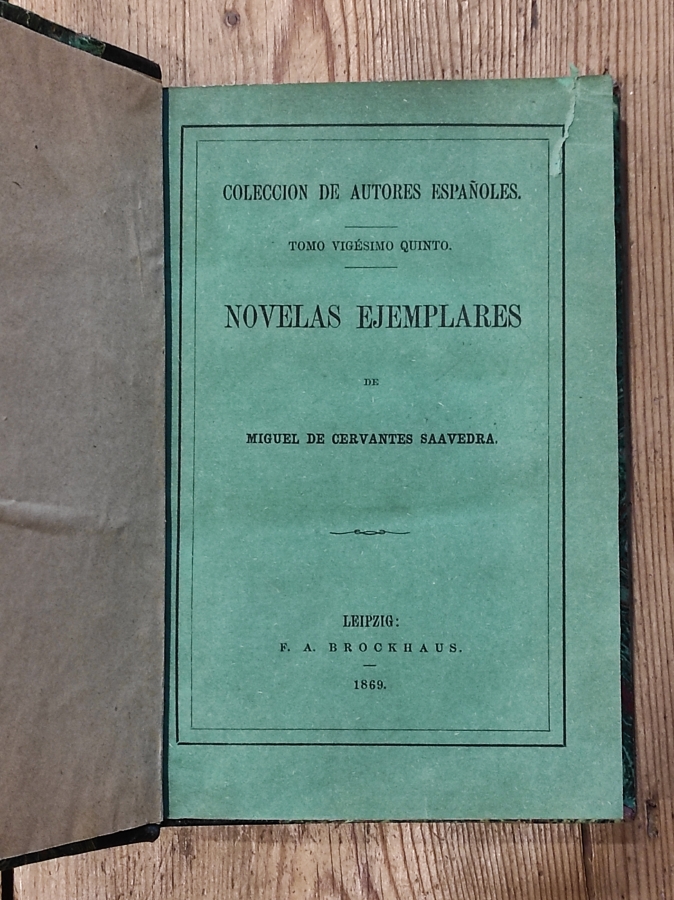 COLECCION DE AUTORES ESPAÑOLES.
TOMO VIGÉSIMO QUINTO.
NOVELAS EJEMPLARES
DE
MIGUEL DE CERVANTES SAAVEDRA.
LEIPZIG:
F. A. BROCKHAUS.
1869.